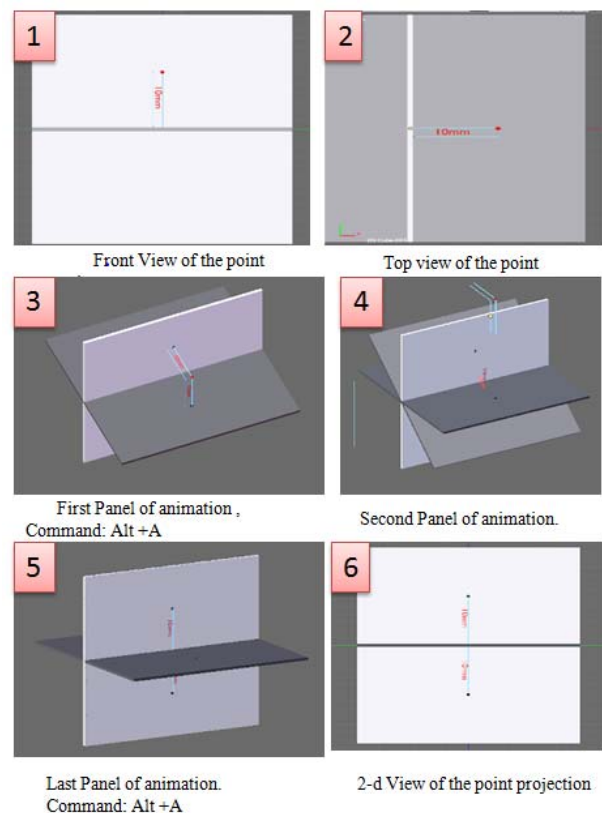 1
2
10mm
10mm
Front View of the point
Top view of the point
3
4
First Panel of animation ,
Command: Alt +A
Second Panel of animation.
5
6
Last Panel of animation.
Command: Alt +A
2-d View of the point projection